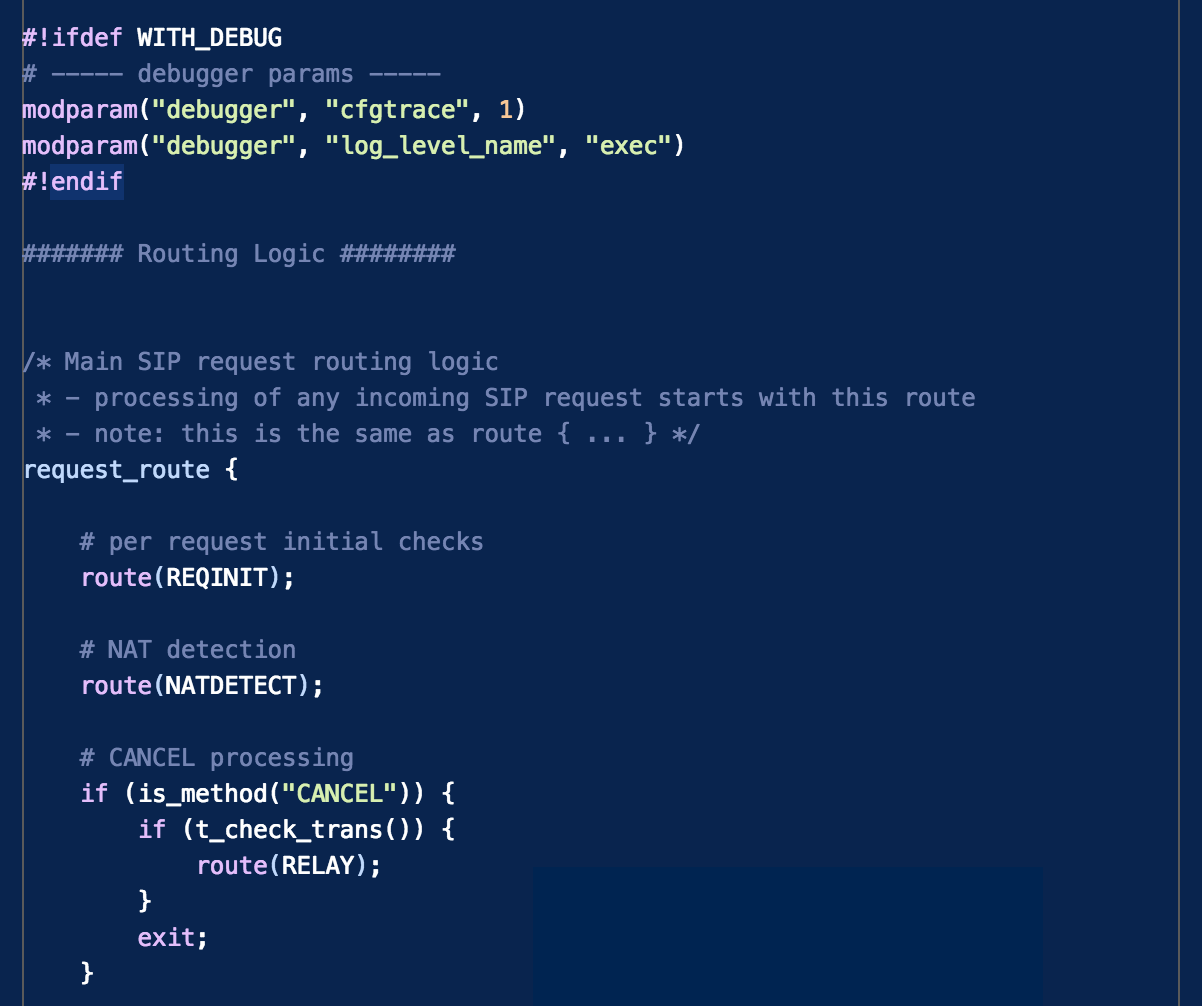 #!ifdef WITH_DEBUG
# ----- debugger params -----
modparam("debugger", "cfgtrace", 1)
modparam("debugger", "log_level_name", "exec")
#!endif
####### Routing Logic ########
/* Main SIP request routing logic
 * - processing of any incoming SIP request starts with this route
 * - note: this is the same as route { ... } */
request_route {
    # per request initial checks
    route(REQINIT);
    # NAT detection
    route(NATDETECT);
    # CANCEL processing
    if (is_method("CANCEL")) {
        if (t_check_trans()) {
            route(RELAY);
        }
        exit;
    }